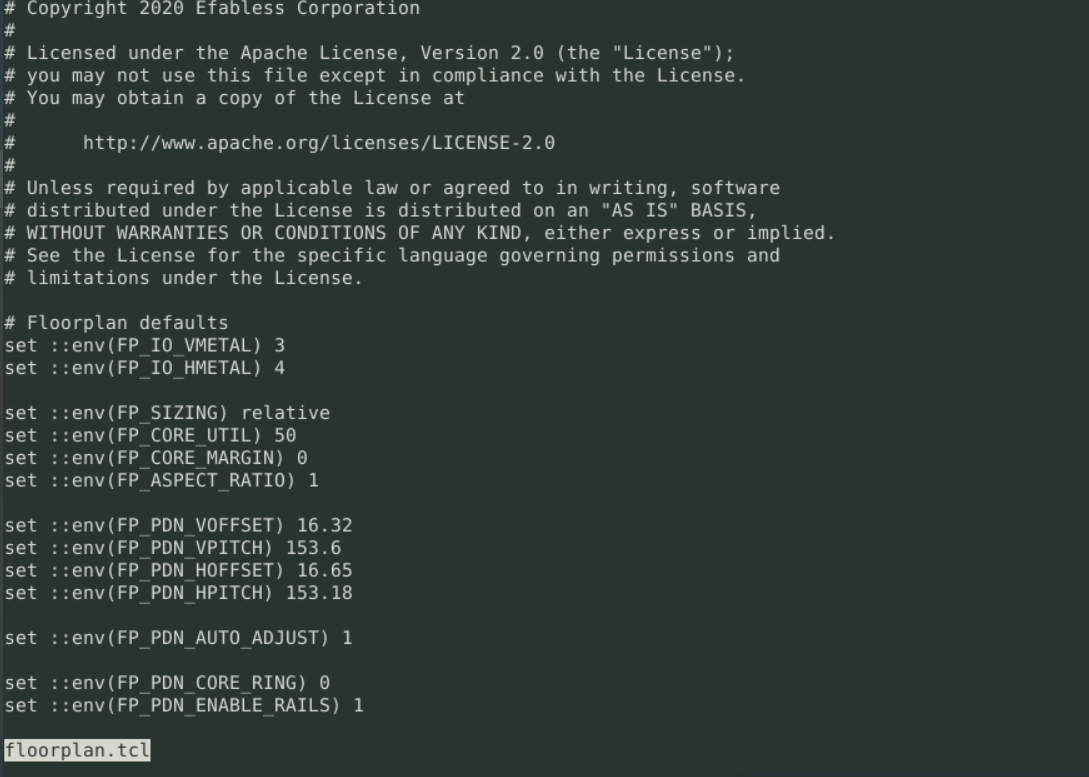 # Copyright 2020 Efabless Corporation
#
# Licensed under the Apache License, Version 2.0 (the "License");
# you may not use this file except in compliance with the License.
# You may obtain a copy of the License at
#
#      http://www.apache.org/licenses/LICENSE-2.0
#
# Unless required by applicable law or agreed to in writing, software
# distributed under the License is distributed on an "AS IS" BASIS,
# WITHOUT WARRANTIES OR CONDITIONS OF ANY KIND, either express or implied.
# See the License for the specific language governing permissions and
# limitations under the License.

# Floorplan defaults
set ::env(FP_IO_VMETAL) 3
set ::env(FP_IO_HMETAL) 4

set ::env(FP_SIZING) relative
set ::env(FP_CORE_UTIL) 50
set ::env(FP_CORE_MARGIN) 0
set ::env(FP_ASPECT_RATIO) 1

set ::env(FP_PDN_VOFFSET) 16.32
set ::env(FP_PDN_VPITCH) 153.6
set ::env(FP_PDN_HOFFSET) 16.65
set ::env(FP_PDN_HPITCH) 153.18

set ::env(FP_PDN_AUTO_ADJUST) 1

set ::env(FP_PDN_CORE_RING) 0
set ::env(FP_PDN_ENABLE_RAILS) 1

floorplan.tcl